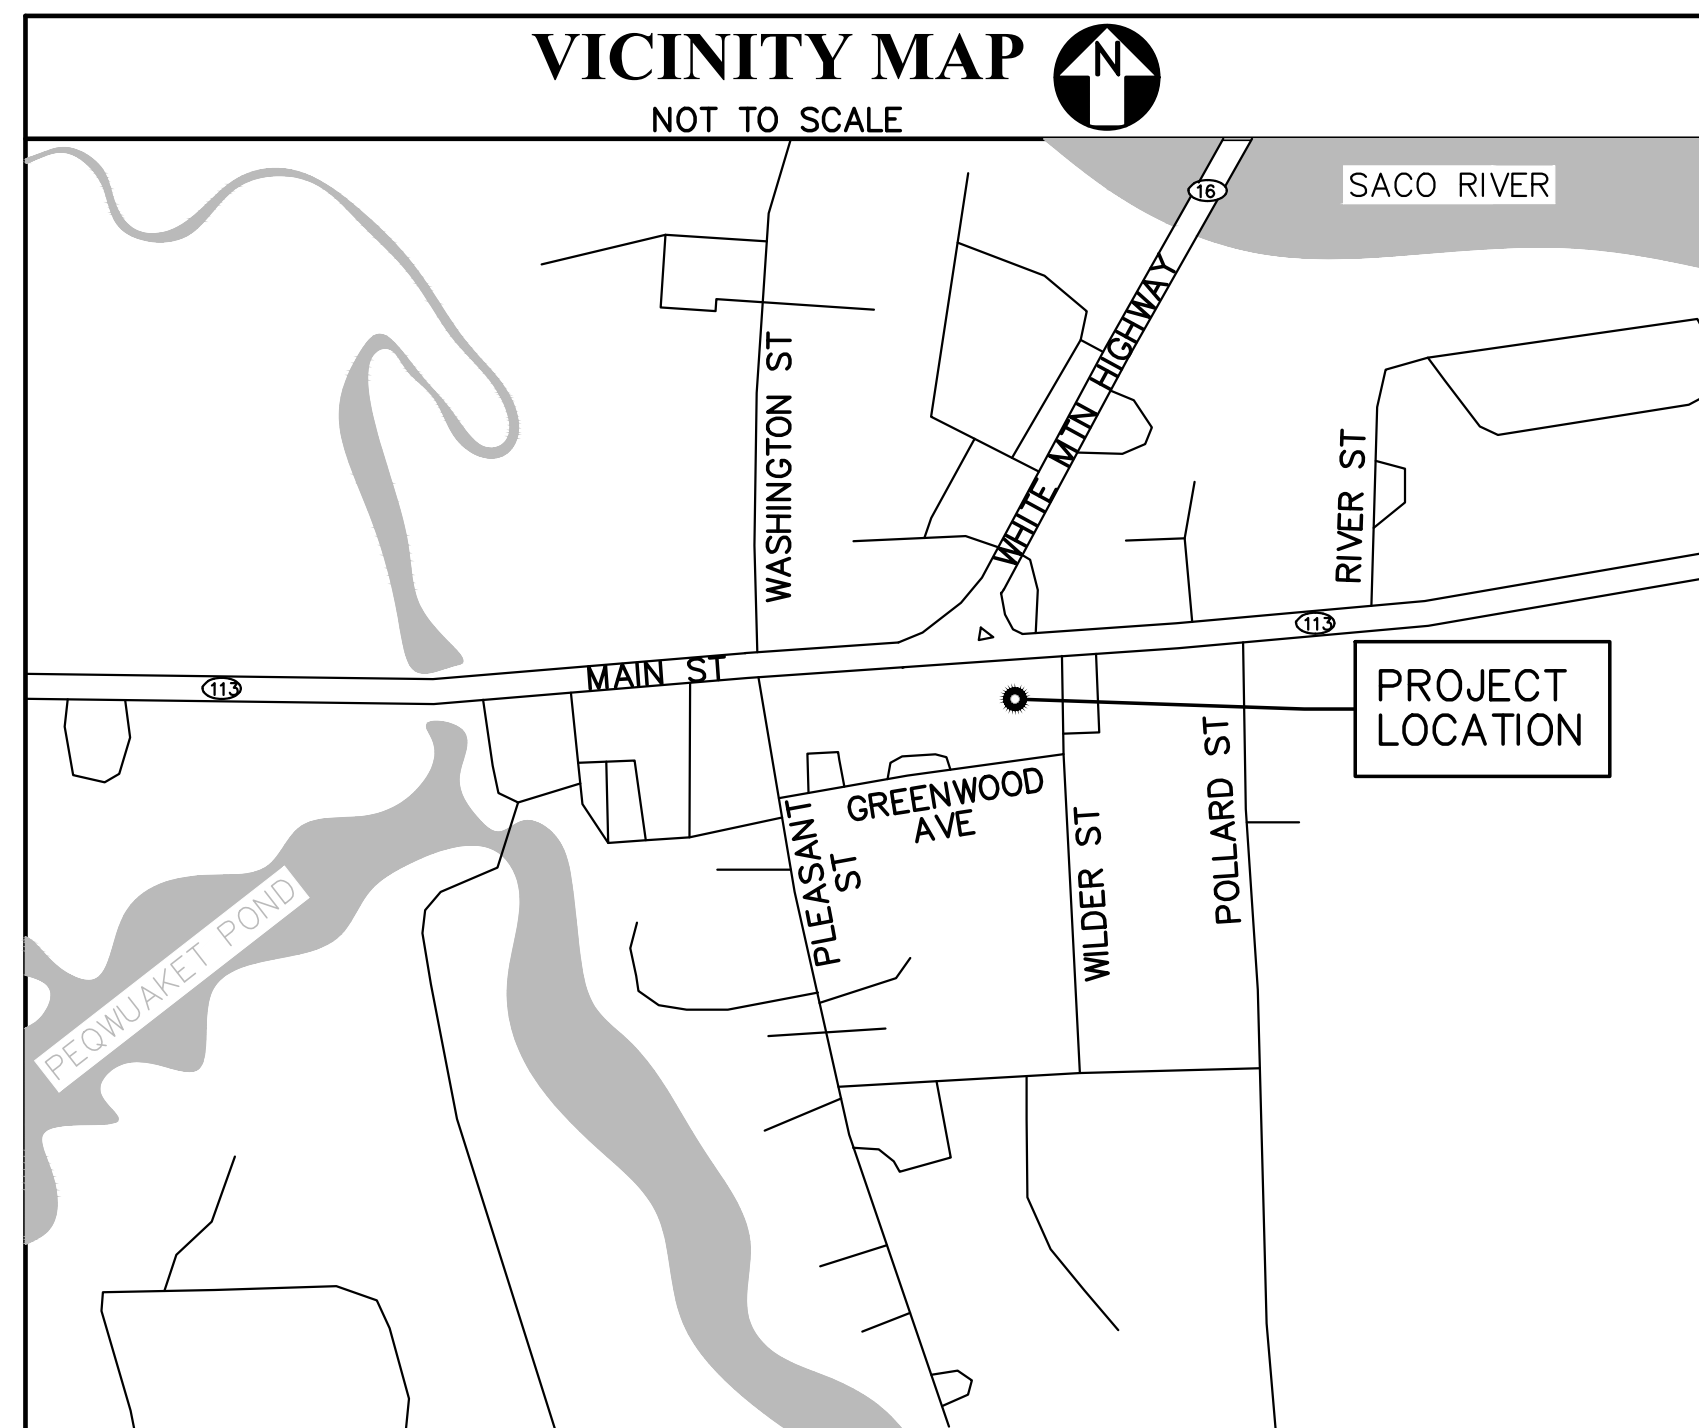 VICINITY MAP
N
NOT TO SCALE
SACO RIVER
16
WHITE MTN HIGHWAY
WASHINGTON ST
RIVER ST
113
MAIN ST
113
PROJECT
LOCATION
GREENWOOD
AVE
PLEASANT
ST
WILDER ST
POLLARD ST
PEQWUAKET POND